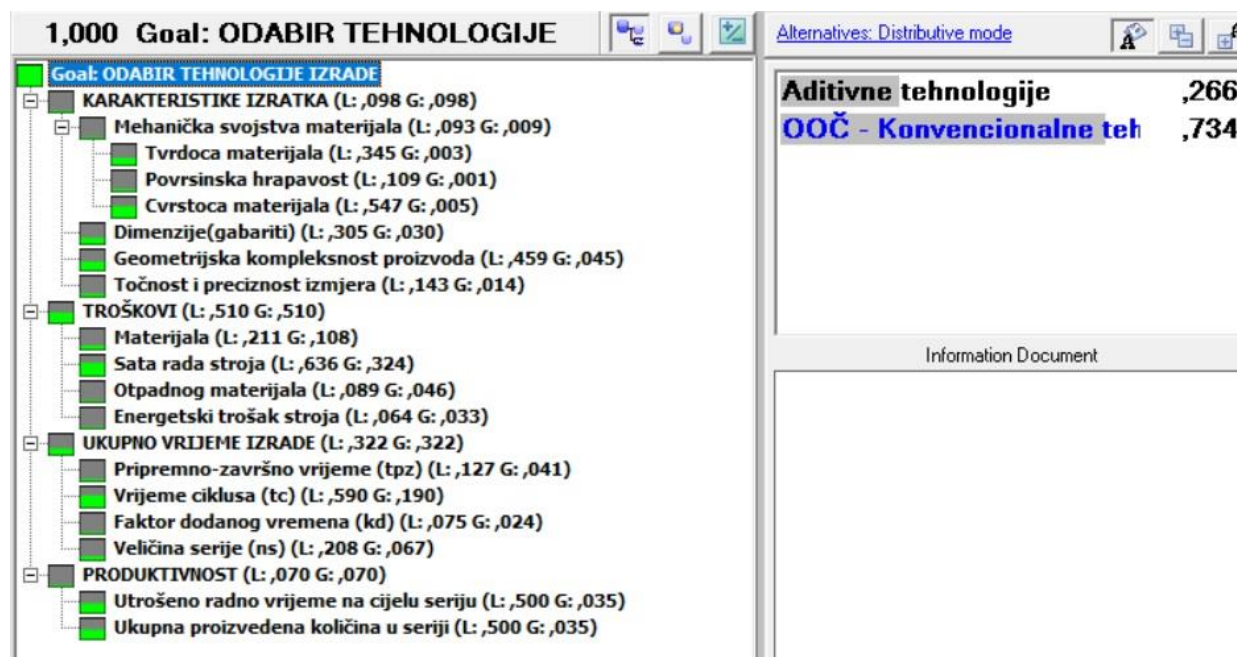 1,000 Goal: ODABIR TEHNOLOGIJE
Goal: ODABIR TEHNOLOGIJE IZRADE
KARAKTERISTIKE IZRATKA (L: ,098 G: ,098)
Mehanička svojstva materijala (L: ,093 G: ,009)
Tvrdoca materijala (L: ,345 G: ,003)
Povrsinska hrapavost (L: ,109 G: ,001)
Cvrstoca materijala (L: ,547 G: ,005)
Dimenzije(gabariti) (L: ,305 G: ,030)
Geometrijska kompleksnost proizvoda (L: ,459 G: ,045)
Točnost i preciznost izmjera (L: ,143 G: ,014)
TROŠKOVI (L: ,510 G: ,510)
Materijala (L: ,211 G: ,108)
Sata rada stroja (L: ,636 G: ,324)
Otpadnog materijala (L: ,089 G: ,046)
Energetski trošak stroja (L: ,064 G: ,033)
UKUPNO VRIJEME IZRADE (L: ,322 G: ,322)
Pripremno-završno vrijeme (tpz) (L: ,127 G: ,041)
Vrijeme ciklusa (tc) (L: ,590 G: ,190)
Faktor dodanog vremena (kd) (L: ,075 G: ,024)
Veličina serije (ns) (L: ,208 G: ,067)
PRODUKTIVNOST (L: ,070 G: ,070)
Utrošeno radno vrijeme na cijelu seriju (L: ,500 G: ,035)
Ukupna proizvedena količina u seriji (L: ,500 G: ,035)
Alternatives: Distributive mode
Aditivne tehnologije ,266
OOČ - Konvencionalne teh ,734
Information Document